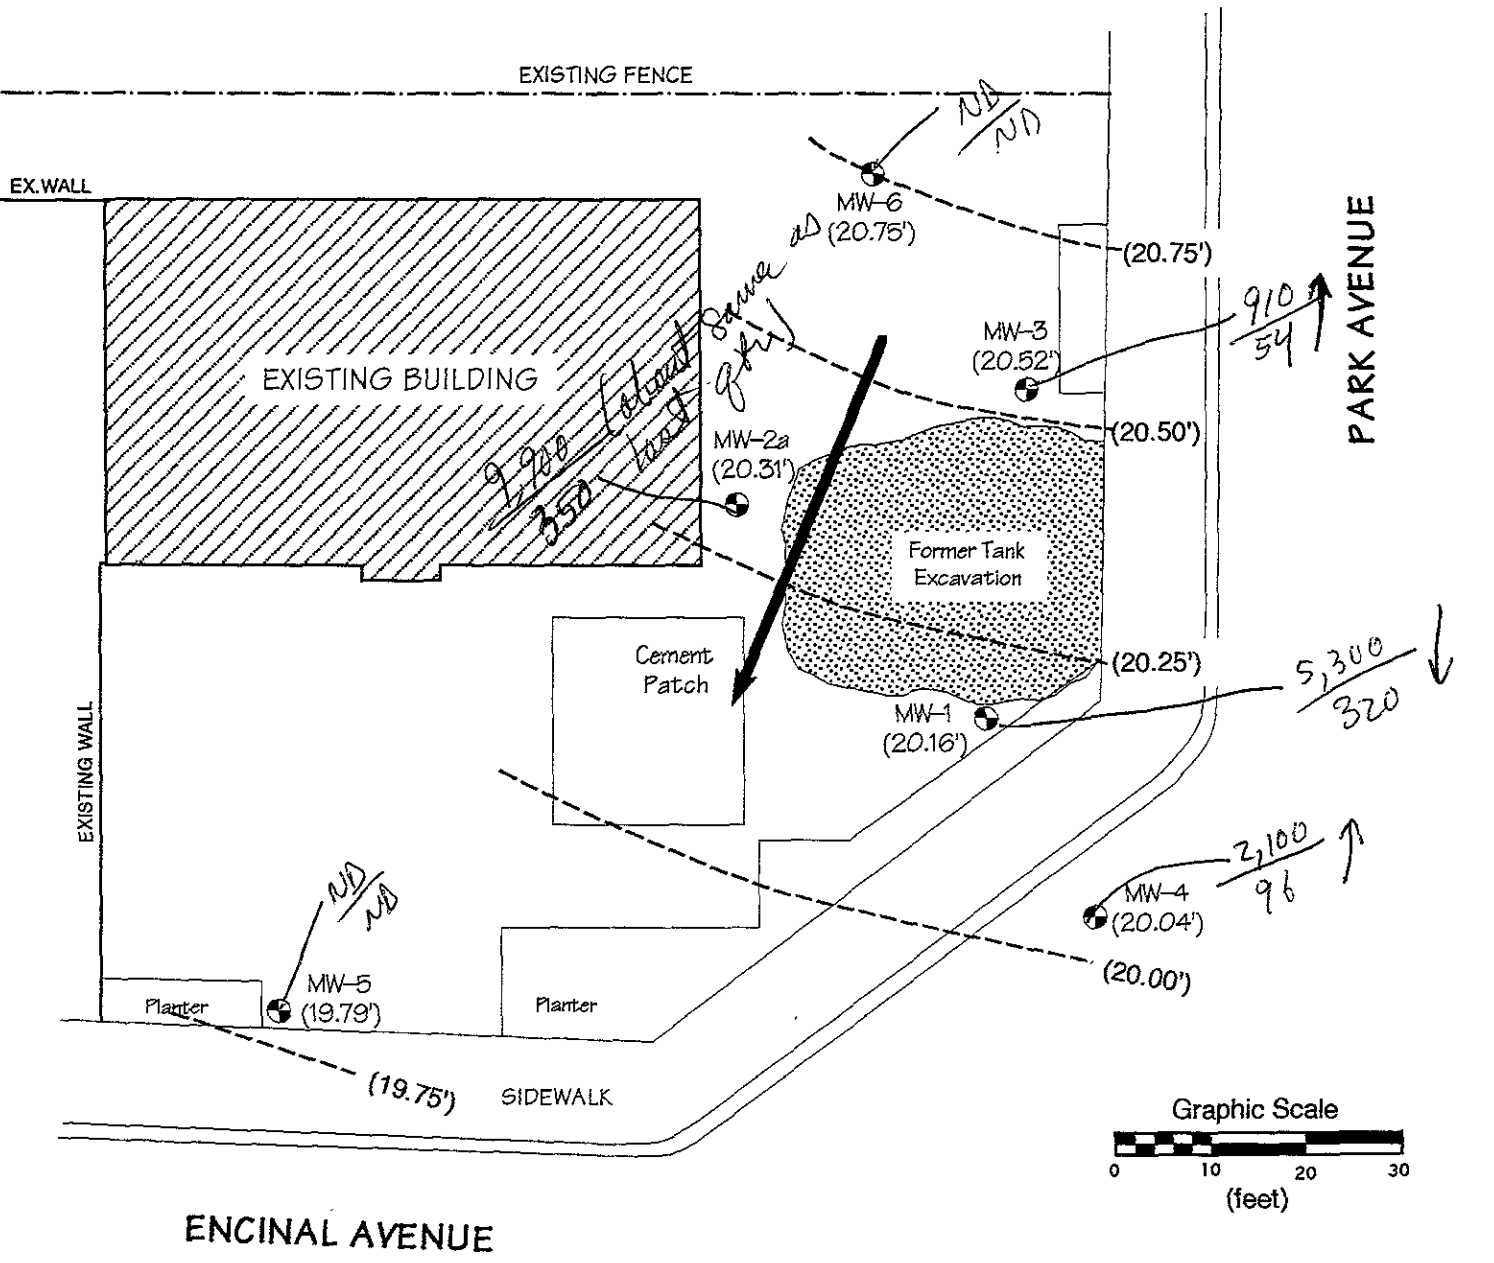 EXISTING FENCE
ND
ND
EX.WALL
MW-6
(20.75')
(20.75')
PARK AVENUE
910
54
MW-3
(20.52')
EXISTING BUILDING
9,900 (about same as
350 last qtr)
(20.50')
MW-2a
(20.31')
Former Tank
Excavation
Cement
Patch
(20.25')
5,300
320
MW-1
(20.16')
EXISTING WALL
2,100
96
MW-4
(20.04')
ND
ND
(20.00')
MW-5
(19.79')
Planter
Planter
(19.75')
SIDEWALK
Graphic Scale
0 10 20 30
(feet)
ENCINAL AVENUE